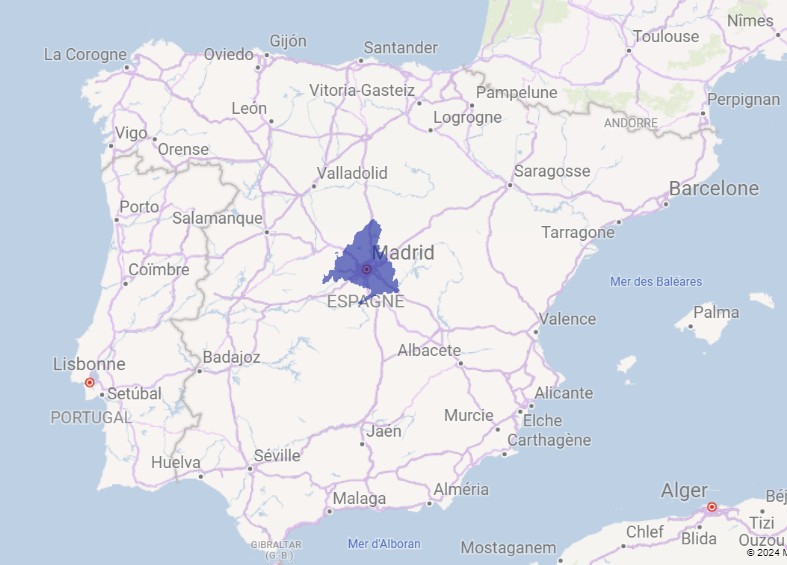 Nîmes
Gijón
Toulouse
Santander
La Corogne
Oviedo
Vitoria-Gasteiz
Pampelune
Perpignan
León
Logrogne
ANDORRE
Vigo
Orense
Valladolid
Saragosse
Barcelone
Porto
Salamanque
Tarragone
Madrid
Coïmbre
Mer des Baléares
ESPAGNE
Palma
Valence
Albacete
Lisbonne
Badajoz
Setúbal
Alicante
PORTUGAL
Murcie
Elche
Jaén
Carthagène
Huelva
Séville
Alméria
Alger
Malaga
Béj
Tizi
Chlef
Blida
Ouzou
GIBRALTAR
(G. B.)
Mer d'Alboran
Mostaganem
© 2024 M